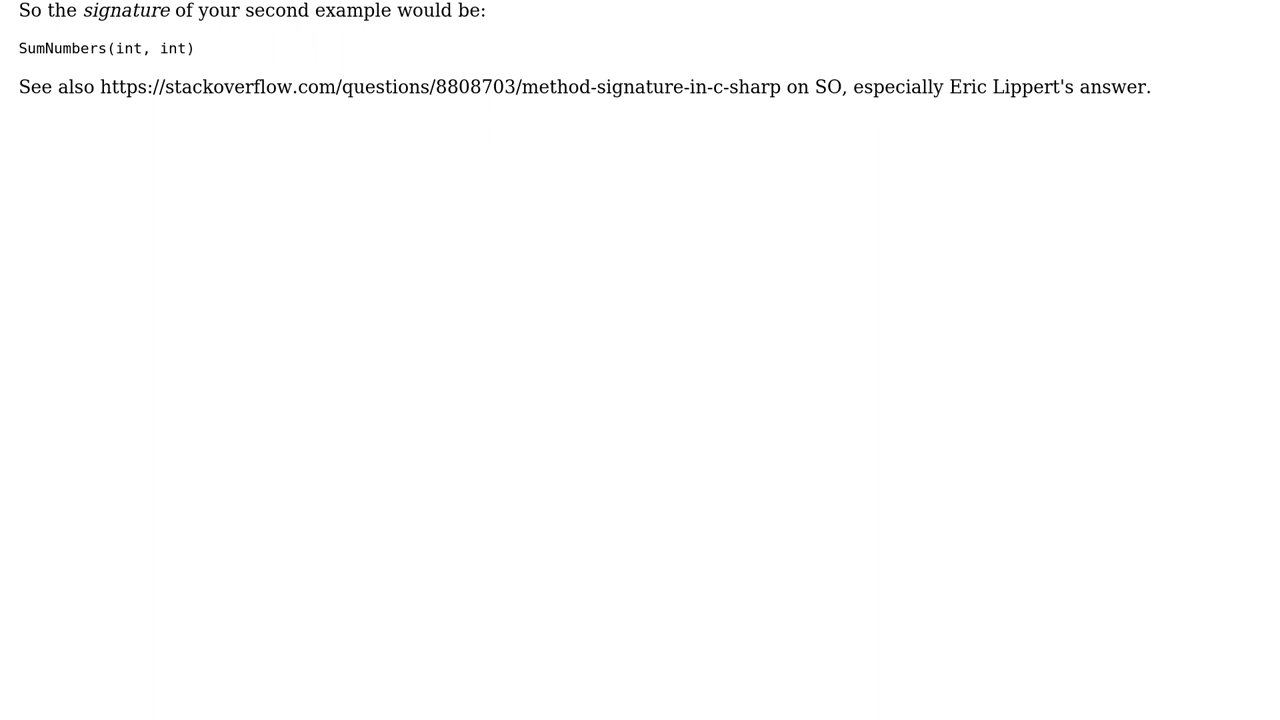 So the signature of your second example would be:
SumNumbers(int, int)
See also https://stackoverflow.com/questions/8808703/method-signature-in-c-sharp on SO, especially Eric Lippert's answer.